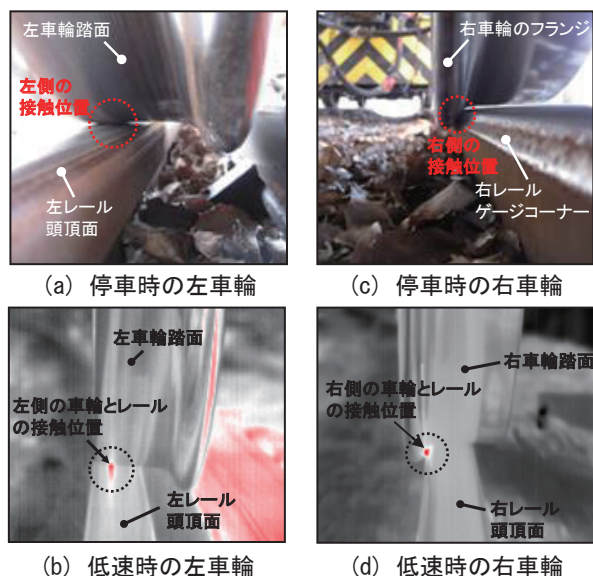 左車輪踏面
左側の
接触位置
左レール
頭頂面
(a) 停車時の左車輪
右車輪のフランジ
右側の
接触位置
右レール
ゲージコーナー
(c) 停車時の右車輪
左車輪踏面
左側の車輪とレール
の接触位置
左レール
頭頂面
(b) 低速時の左車輪
右車輪踏面
右側の車輪とレール
の接触位置
右レール
頭頂面
(d) 低速時の右車輪